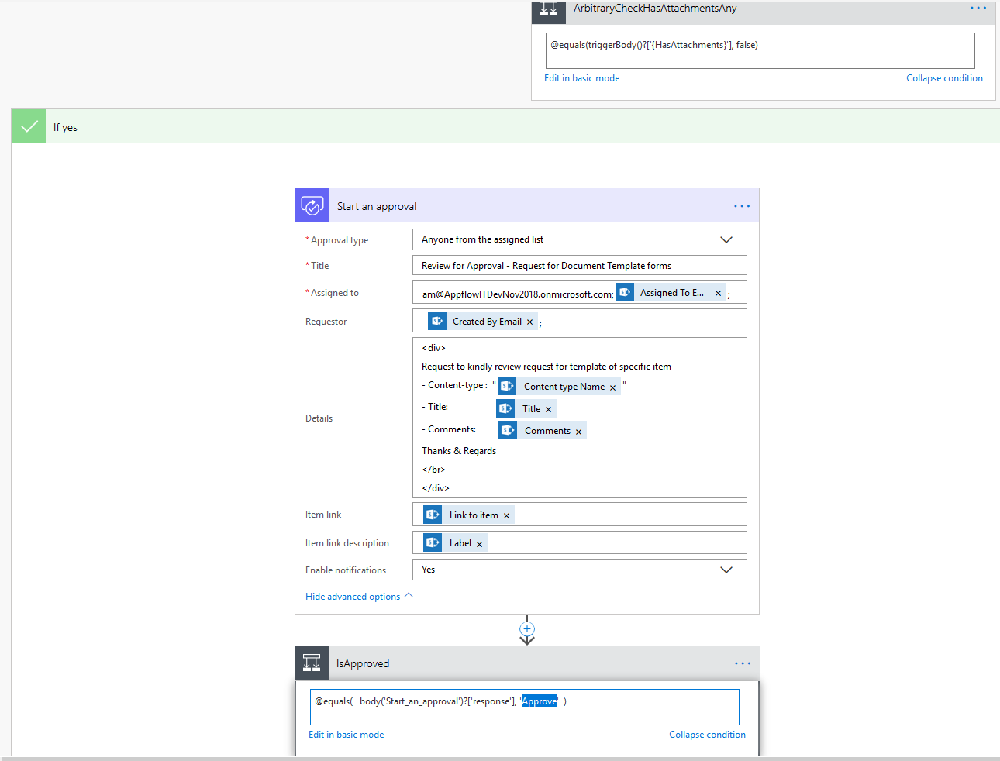 ArbitraryCheckHasAttachmentsAny
@equals(triggerBody()?['{HasAttachments}'], false)
Edit in basic mode Collapse condition
If yes
Start an approval
* Approval type Anyone from the assigned list
* Title Review for Approval - Request for Document Template forms
* Assigned to am@AppflowITDevNov2018.onmicrosoft.com; Assigned To E... × ;
Requestor Created By Email × ;
Details
<div>
Request to kindly review request for template of specific item
- Content-type : " Content type Name × "
- Title: Title ×
- Comments: Comments ×
Thanks & Regards
</br>
</div>
Item link Link to item ×
Item link description Label ×
Enable notifications Yes
Hide advanced options
IsApproved
@equals( body('Start_an_approval')?['response'], 'Approve' )
Edit in basic mode Collapse condition